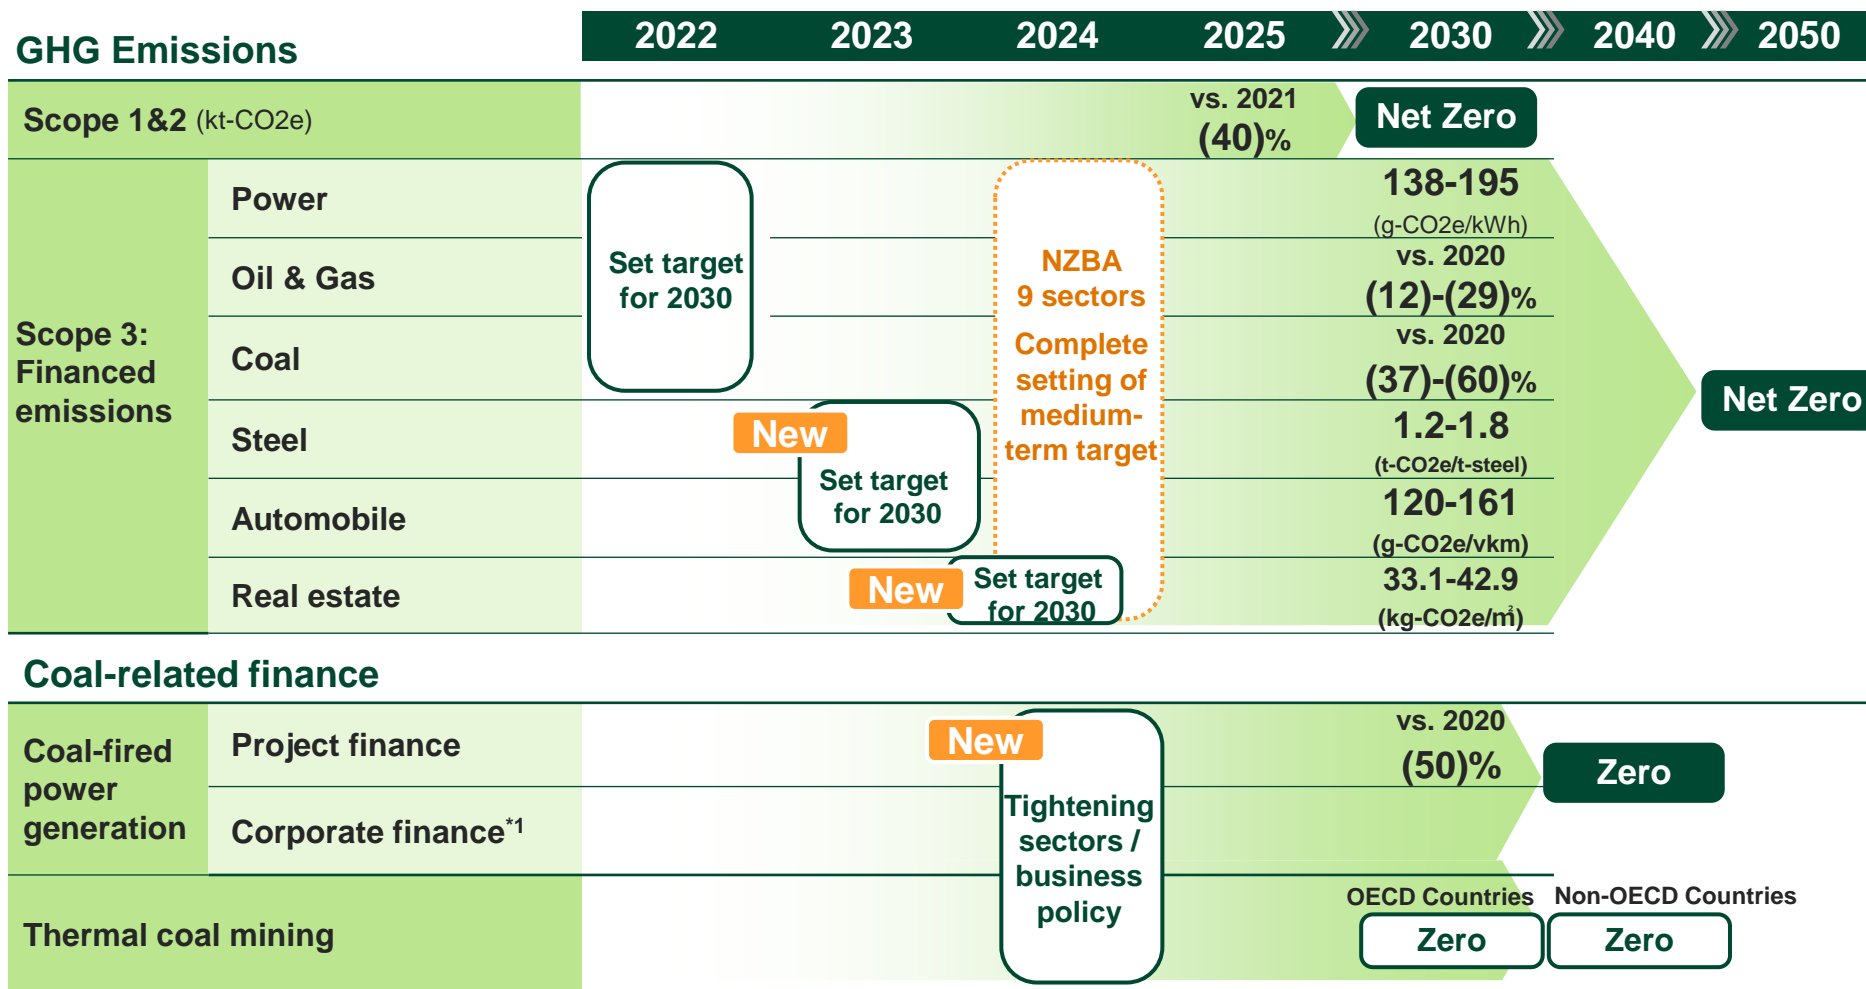 GHG Emissions
2022 2023 2024 2025 2030 2040 2050
Scope 1&2 (kt-CO2e)
vs. 2021
(40)%
Net Zero
Scope 3:
Financed
emissions
Power
Oil & Gas
Coal
Steel
Automobile
Real estate
Set target
for 2030
New
Set target
for 2030
New
Set target
for 2030
NZBA
9 sectors
Complete
setting of
medium-
term target
138-195
(g-CO2e/kWh)
vs. 2020
(12)-(29)%
vs. 2020
(37)-(60)%
1.2-1.8
(t-CO2e/t-steel)
120-161
(g-CO2e/vkm)
33.1-42.9
(kg-CO2e/㎡)
Net Zero
Coal-related finance
Coal-fired
power
generation
Project finance
Corporate finance*1
Thermal coal mining
New
Tightening
sectors /
business
policy
vs. 2020
(50)%
Zero
OECD Countries Non-OECD Countries
Zero Zero